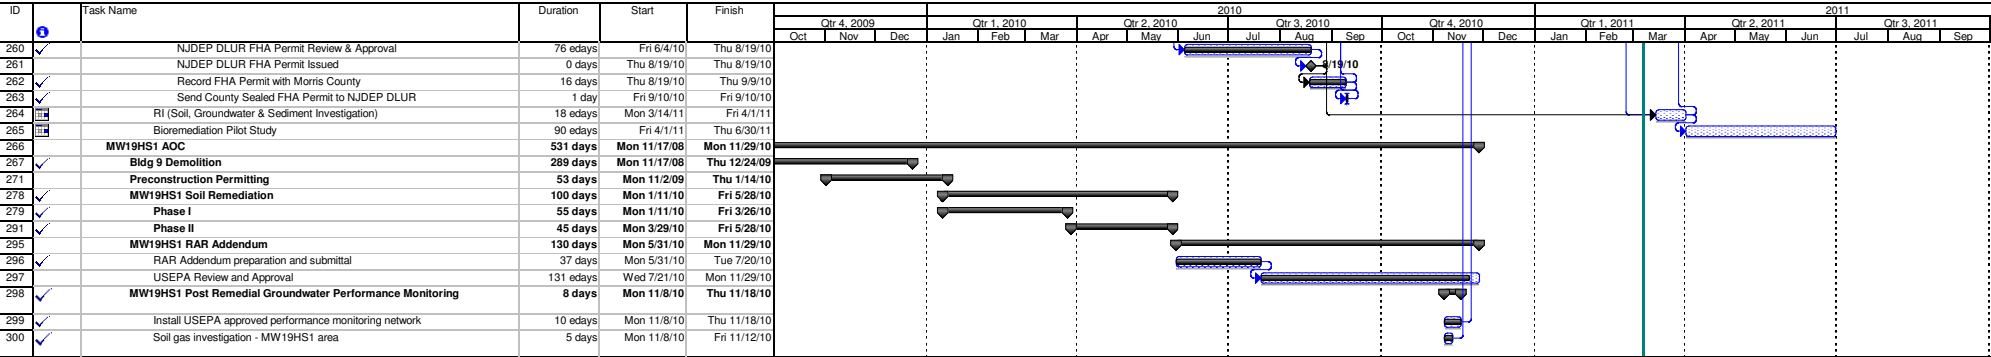 ID Task Name Duration Start Finish 2010 2011
Qtr 4, 2009 Qtr 1, 2010 Qtr 2, 2010 Qtr 3, 2010 Qtr 4, 2010 Qtr 1, 2011 Qtr 2, 2011 Qtr 3, 2011
Oct Nov Dec Jan Feb Mar Apr May Jun Jul Aug Sep Oct Nov Dec Jan Feb Mar Apr May Jun Jul Aug Sep
260 NJDEP DLUR FHA Permit Review & Approval 76 edays Fri 6/4/10 Thu 8/19/10
261 NJDEP DLUR FHA Permit Issued 0 days Thu 8/19/10 Thu 8/19/10 8/19/10
262 Record FHA Permit with Morris County 16 days Thu 8/19/10 Thu 9/9/10
263 Send County Sealed FHA Permit to NJDEP DLUR 1 day Fri 9/10/10 Fri 9/10/10
264 RI (Soil, Groundwater & Sediment Investigation) 18 edays Mon 3/14/11 Fri 4/1/11
265 Bioremediation Pilot Study 90 edays Fri 4/1/11 Thu 6/30/11
266 MW19HS1 AOC 531 days Mon 11/17/08 Mon 11/29/10
267 Bldg 9 Demolition 289 days Mon 11/17/08 Thu 12/24/09
271 Preconstruction Permitting 53 days Mon 11/2/09 Thu 1/14/10
278 MW19HS1 Soil Remediation 100 days Mon 1/11/10 Fri 5/28/10
279 Phase I 55 days Mon 1/11/10 Fri 3/26/10
291 Phase II 45 days Mon 3/29/10 Fri 5/28/10
295 MW19HS1 RAR Addendum 130 days Mon 5/31/10 Mon 11/29/10
296 RAR Addendum preparation and submittal 37 days Mon 5/31/10 Tue 7/20/10
297 USEPA Review and Approval 131 edays Wed 7/21/10 Mon 11/29/10
298 MW19HS1 Post Remedial Groundwater Performance Monitoring 8 days Mon 11/8/10 Thu 11/18/10
299 Install USEPA approved performance monitoring network 10 edays Mon 11/8/10 Thu 11/18/10
300 Soil gas investigation - MW19HS1 area 5 days Mon 11/8/10 Fri 11/12/10